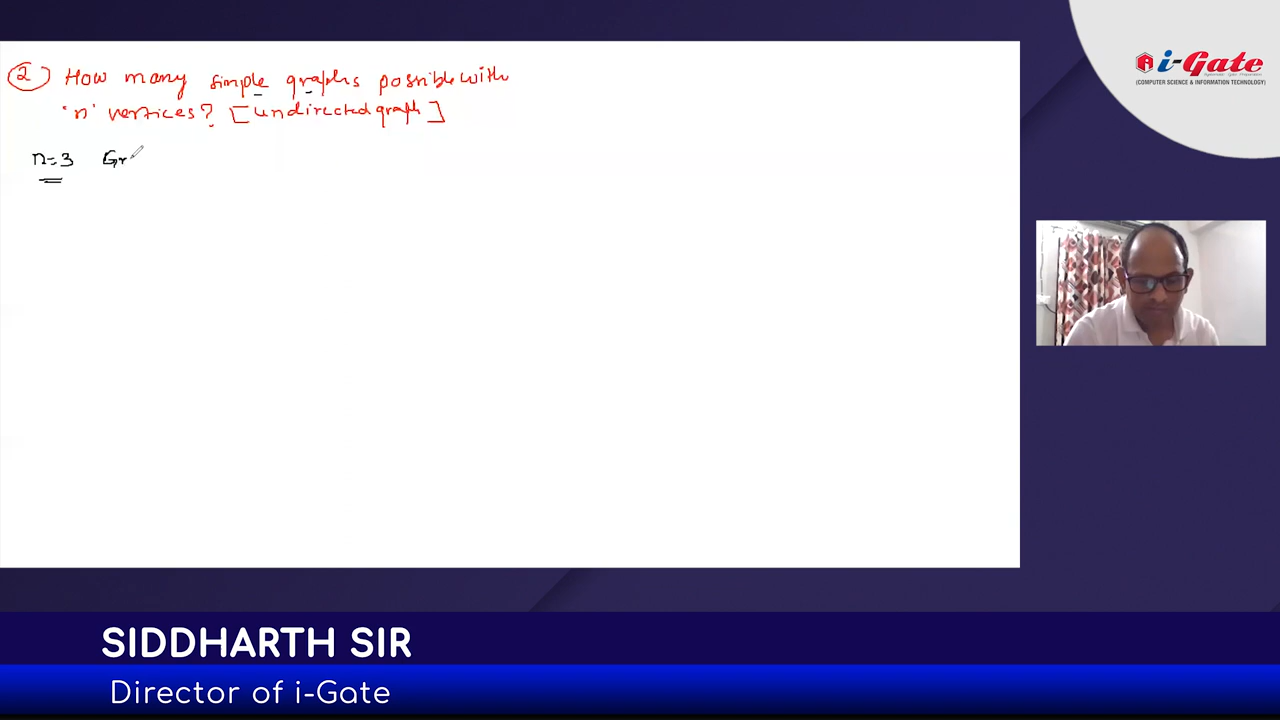 ② How many simple graphs possible with
'n' vertices? [undirected graph]
n=3 Gr
i-Gate
(COMPUTER SCIENCE & INFORMATION TECHNOLOGY)
SIDDHARTH SIR
Director of i-Gate